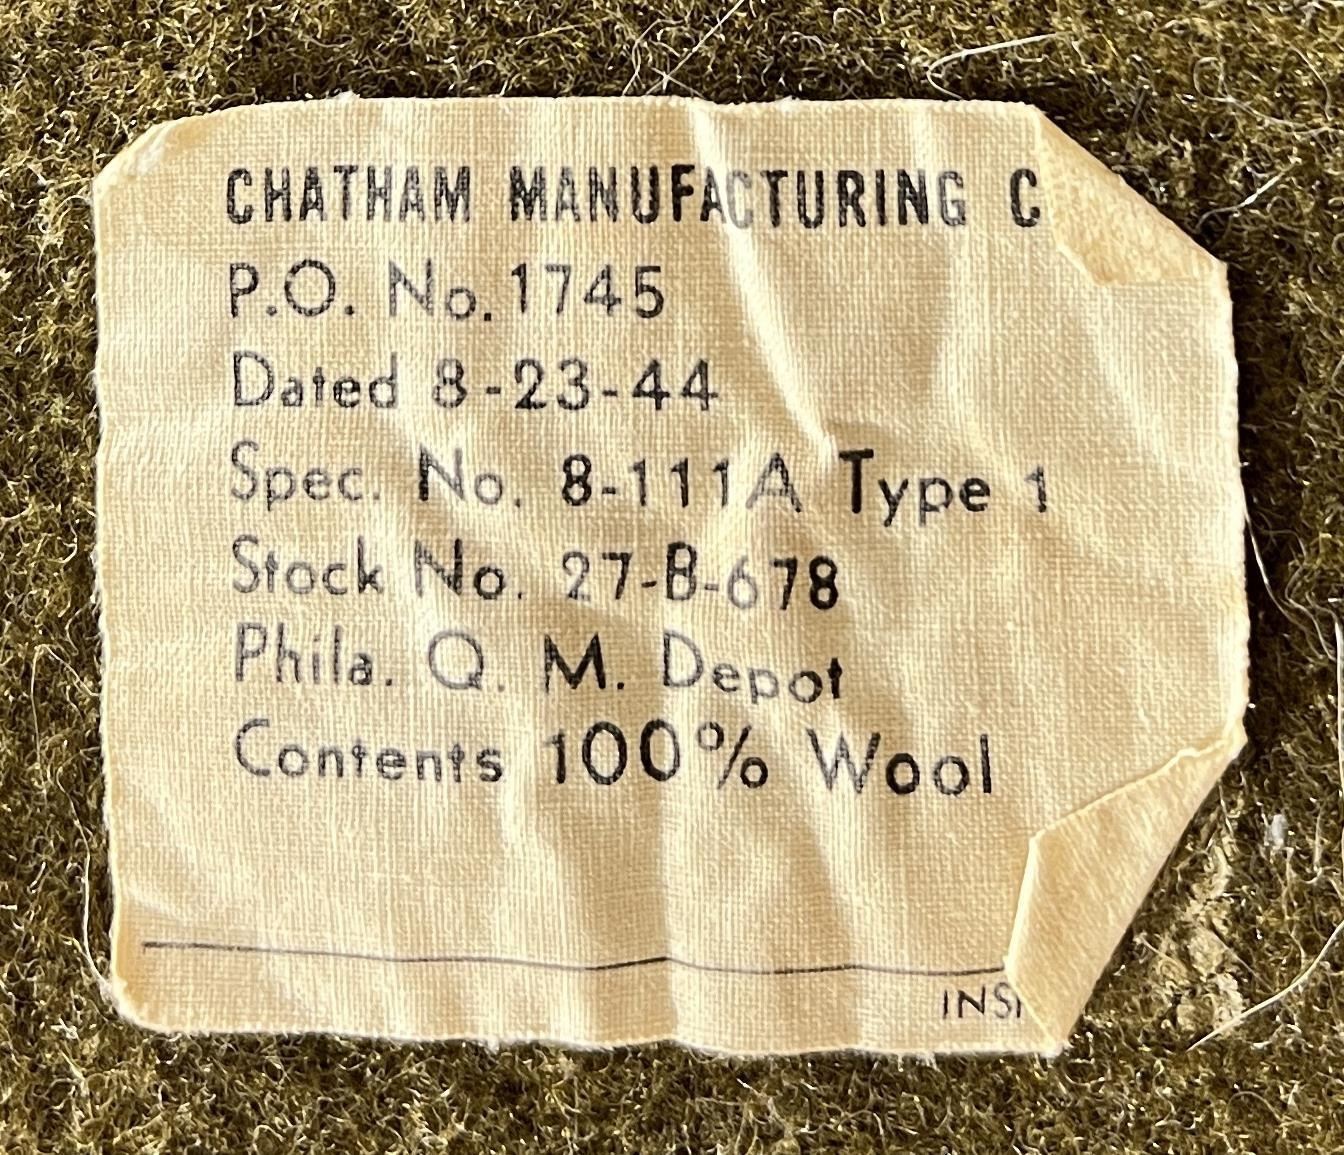 CHATHAM MANUFACTURING C
P.O. No. 1745
Dated 8-23-44
Spec. No. 8-111A Type 1
Stock No. 27-B-678
Phila. Q. M. Depot
Contents 100% Wool